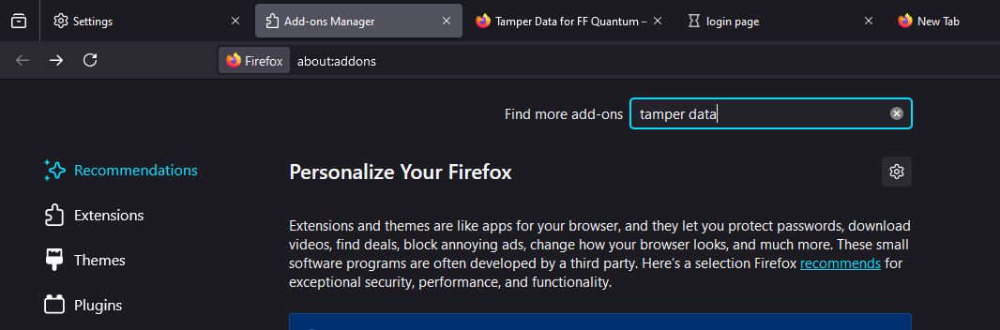 Settings
Add-ons Manager
Tamper Data for FF Quantum –
login page
New Tab
Firefox about:addons
Find more add-ons tamper data
Recommendations
Personalize Your Firefox
Extensions
Extensions and themes are like apps for your browser, and they let you protect passwords, download
videos, find deals, block annoying ads, change how your browser looks, and much more. These small
software programs are often developed by a third party. Here's a selection Firefox recommends for
exceptional security, performance, and functionality.
Themes
Plugins